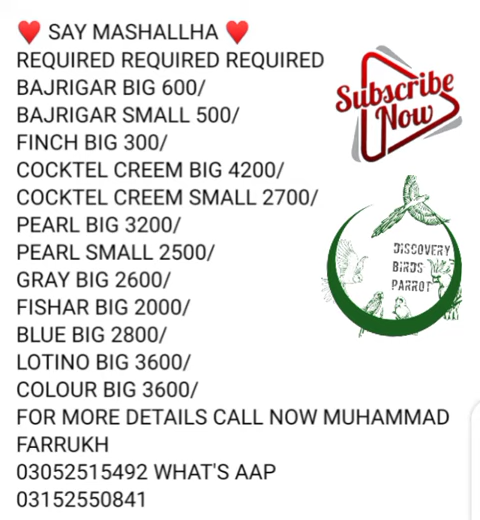 ♥️ SAY MASHALLHA ♥️
REQUIRED REQUIRED REQUIRED
BAJRIGAR BIG 600/
BAJRIGAR SMALL 500/
FINCH BIG 300/
COCKTEL CREEM BIG 4200/
COCKTEL CREEM SMALL 2700/
PEARL BIG 3200/
PEARL SMALL 2500/
GRAY BIG 2600/
FISHAR BIG 2000/
BLUE BIG 2800/
LOTINO BIG 3600/
COLOUR BIG 3600/
FOR MORE DETAILS CALL NOW MUHAMMAD
FARRUKH
03052515492 WHAT'S AAP
03152550841
Subscribe
Now
DISCOVERY
BIRDS
PARROT